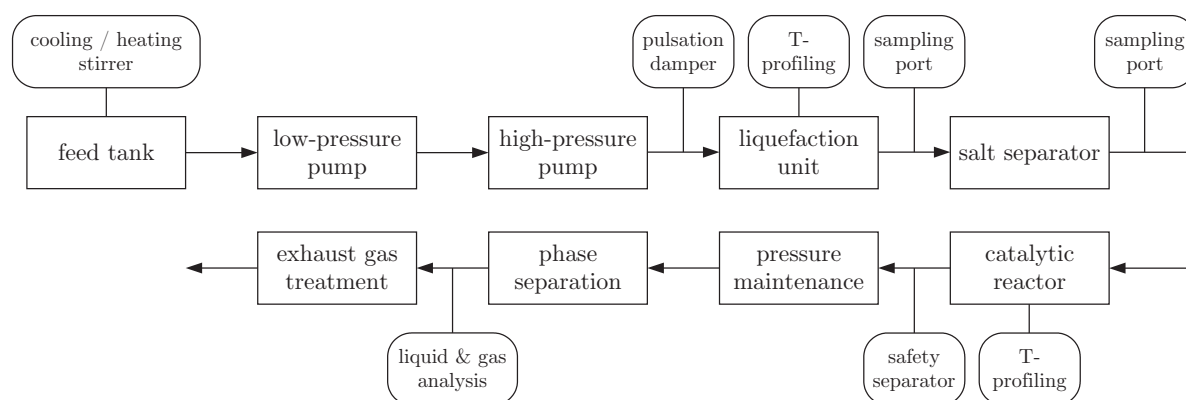 cooling / heating
stirrer
pulsation
damper
T-
profiling
sampling
port
sampling
port
feed tank
low-pressure
pump
high-pressure
pump
liquefaction
unit
salt separator
exhaust gas
treatment
phase
separation
pressure
maintenance
catalytic
reactor
liquid & gas
analysis
safety
separator
T-
profiling